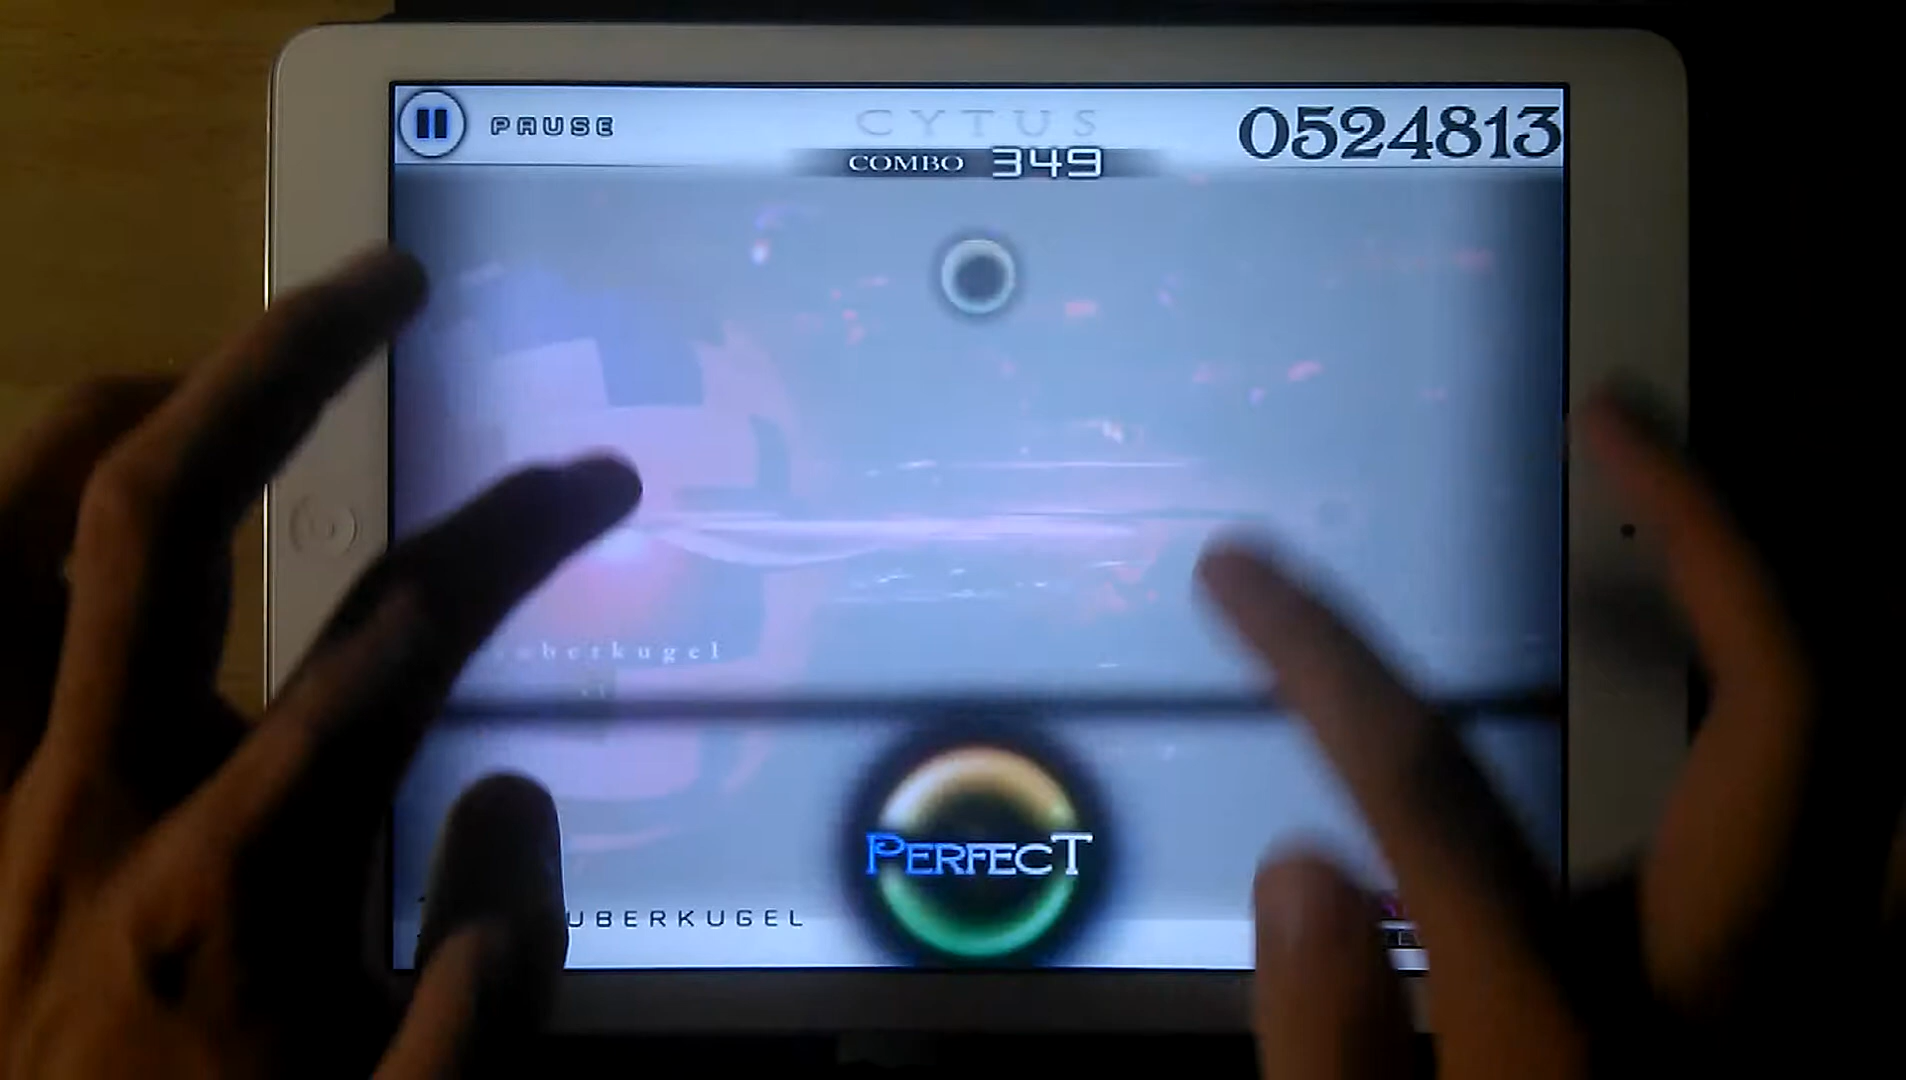 PAUSE
CYTUS
0524813
COMBO 349
uberkugel
PERFECT
UBERKUGEL